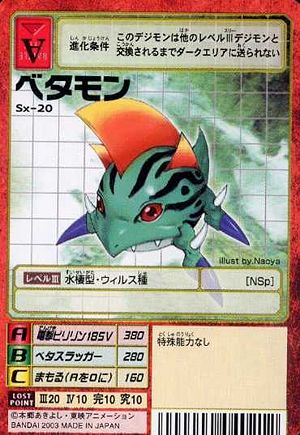 A
BATTLE
進化条件
このデジモンは他のレベルⅢデジモンと
交換されるまでダークエリアに送られない
ベタモン
Sx-20
illust by.Naoya
レベルⅢ 水棲型・ウィルス種 [NSp]
A 電撃ビリリン165V 380
B ベタスラッガー 280
C まもる(Aを0に) 160
特殊能力なし
LOST POINT Ⅲ20 Ⅳ10 完10 究10
©本郷あきよし・東映アニメーション
BANDAI 2003 MADE IN JAPAN